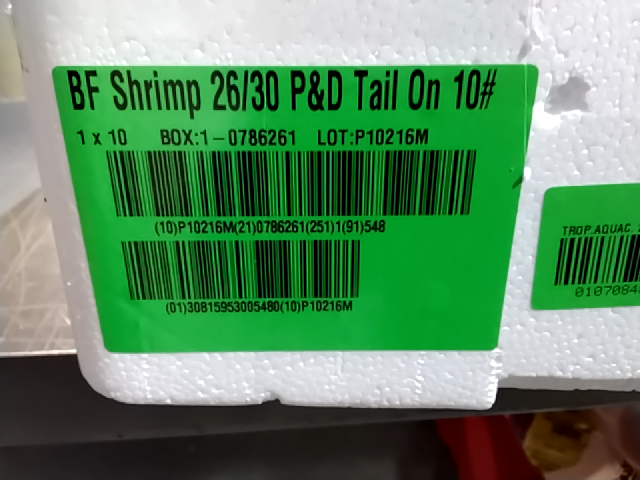 BF Shrimp 26/30 P&D Tail On 10#
1 x 10 BOX:1-0786261 LOT:P10216M
(10)P10216M(21)0786261(251)1(91)548
(01)30815953005480(10)P10216M
TROP.AQUAC.
0107084